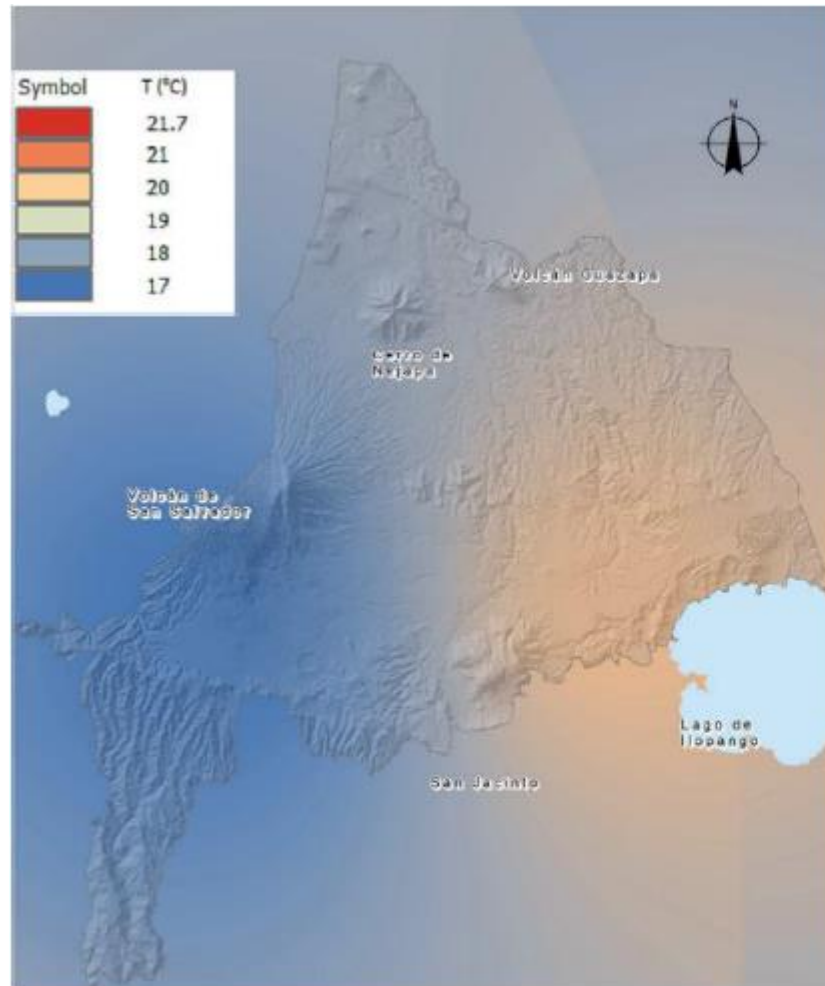 Symbol T (°C)
21.7
21
20
19
18
17
N
Volcán Guazapa
Cerro de
Nejapa
Volcán de
San Salvador
Lago de
Ilopango
San Jacinto